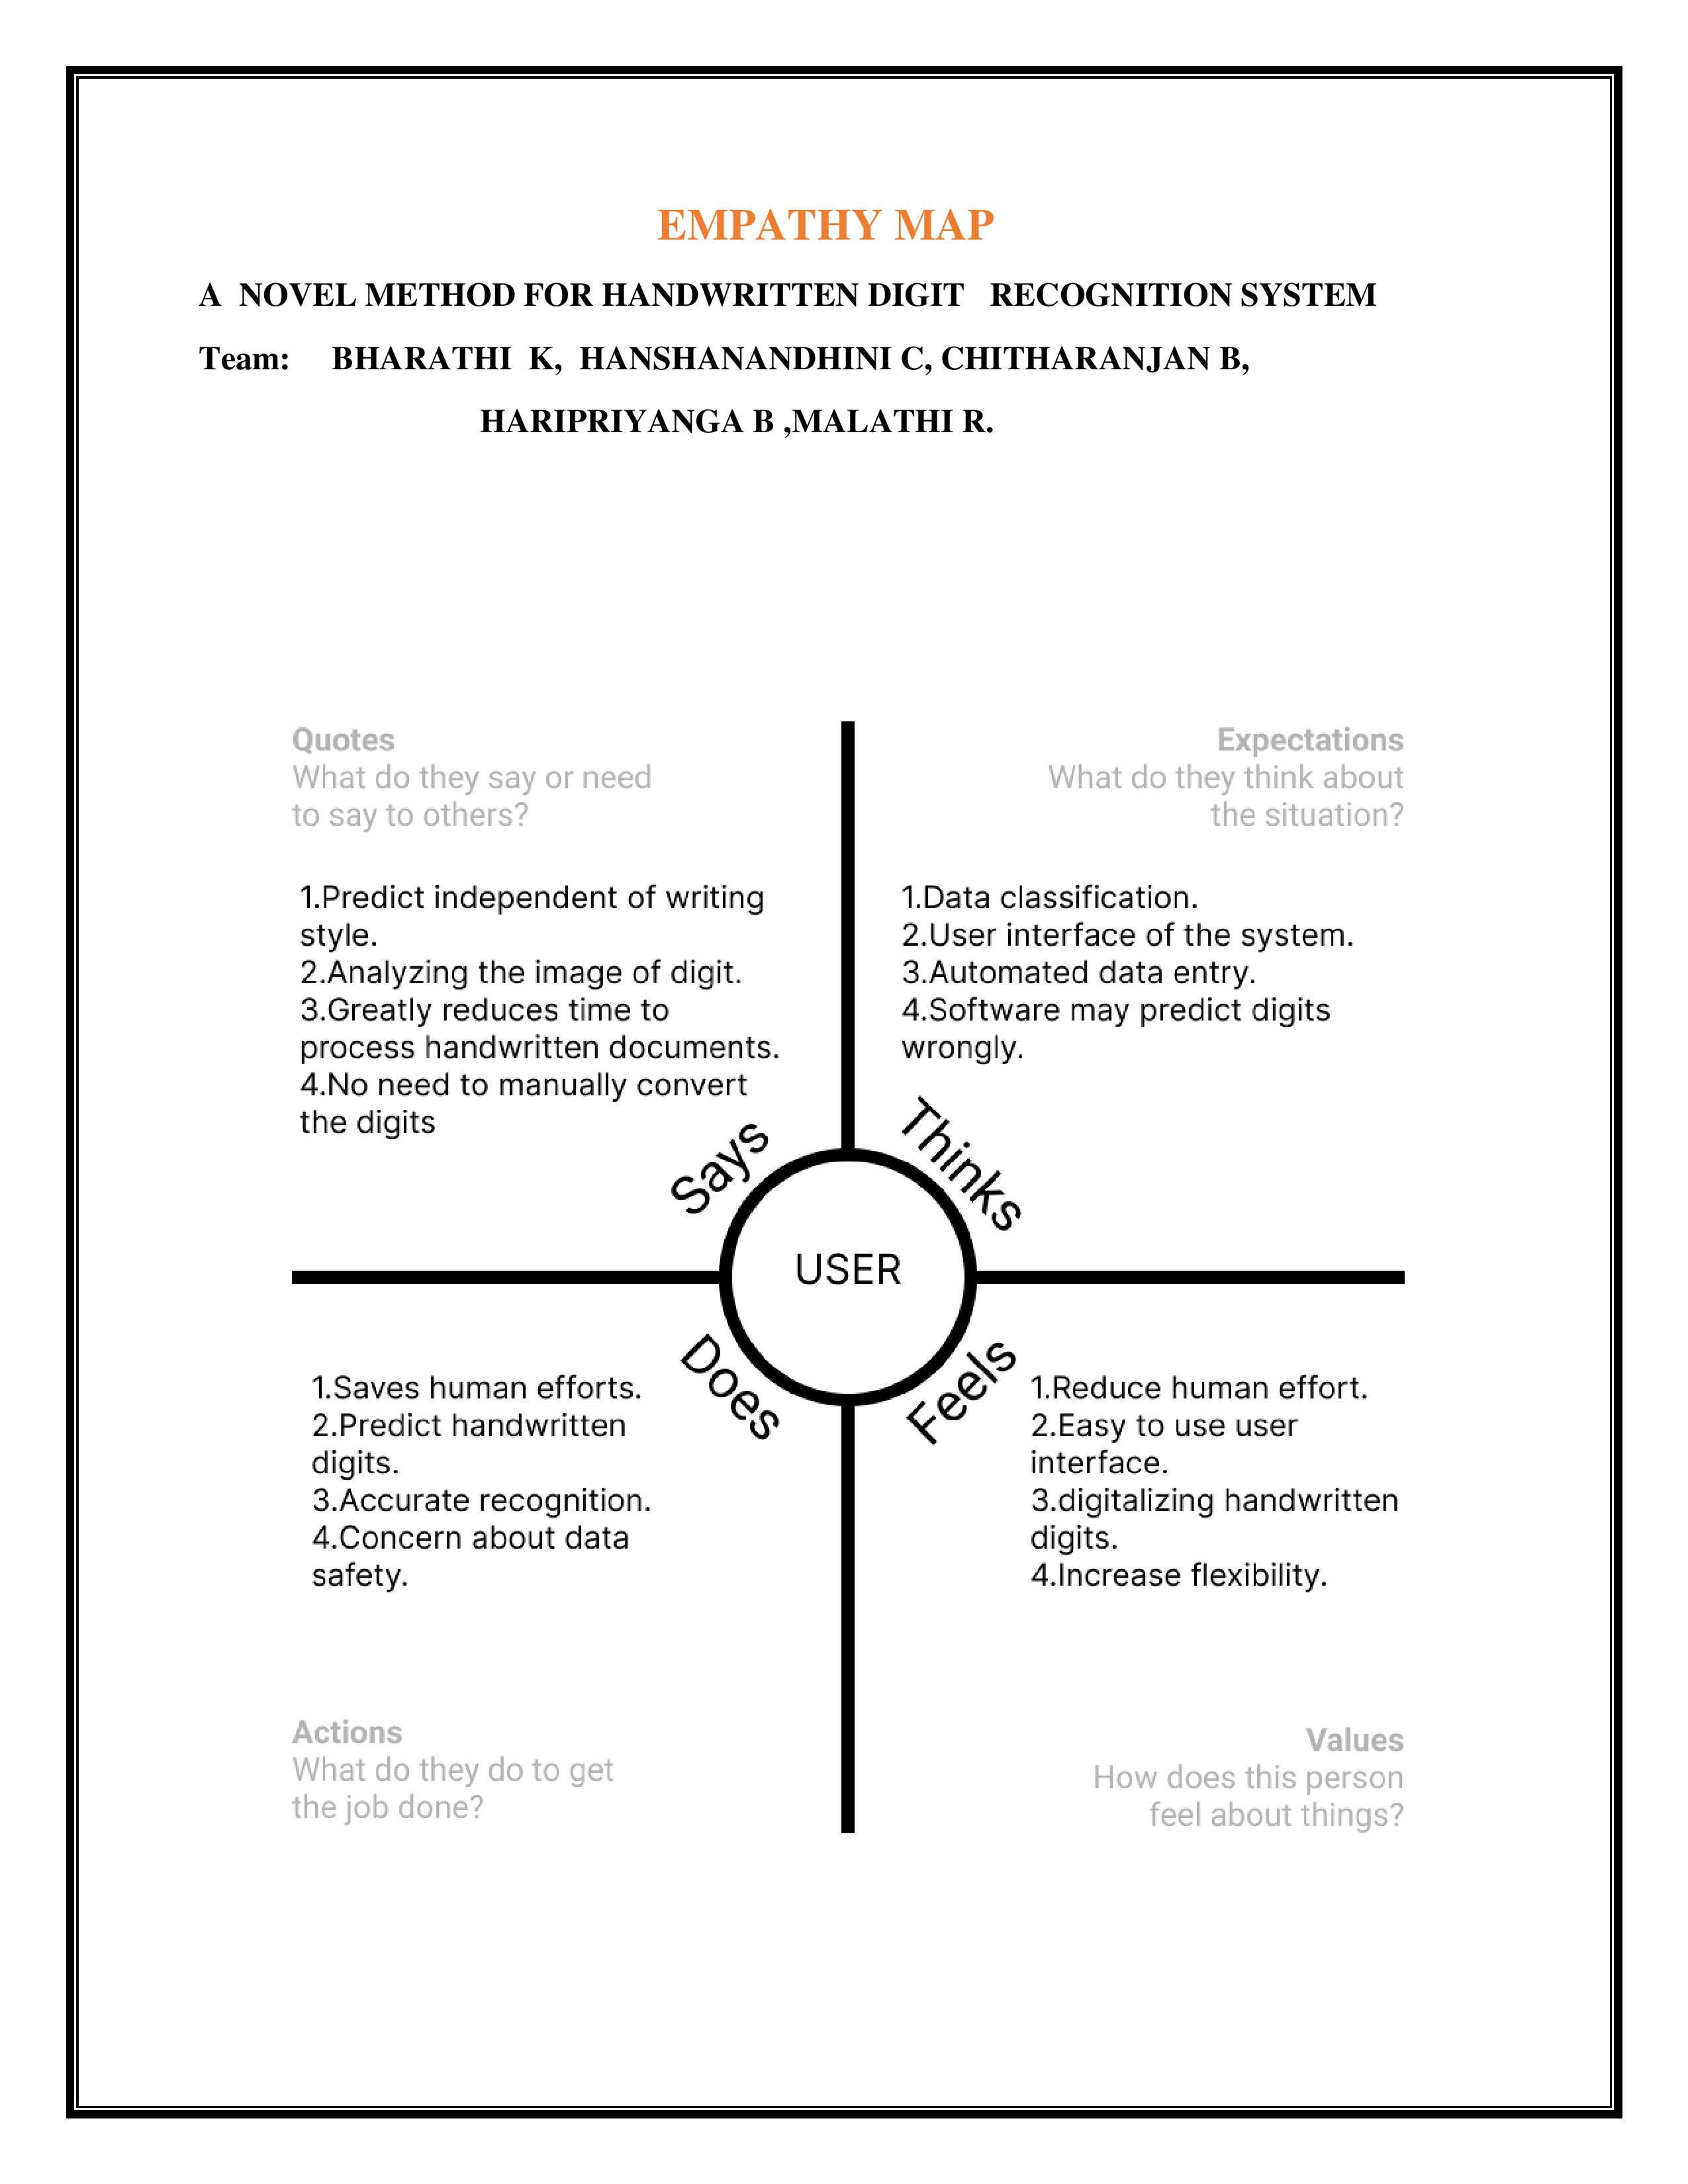 EMPATHY MAP
A NOVEL METHOD FOR HANDWRITTEN DIGIT RECOGNITION SYSTEM
Team: BHARATHI K, HANSHANANDHINI C, CHITHARANJAN B,
HARIPRIYANGA B ,MALATHI R.
Quotes
What do they say or need
to say to others?
Expectations
What do they think about
the situation?
1.Predict independent of writing
style.
2.Analyzing the image of digit.
3.Greatly reduces time to
process handwritten documents.
4.No need to manually convert
the digits
1.Data classification.
2.User interface of the system.
3.Automated data entry.
4.Software may predict digits
wrongly.
Says
Thinks
USER
Does
Feels
1.Saves human efforts.
2.Predict handwritten
digits.
3.Accurate recognition.
4.Concern about data
safety.
1.Reduce human effort.
2.Easy to use user
interface.
3.digitalizing handwritten
digits.
4.Increase flexibility.
Actions
What do they do to get
the job done?
Values
How does this person
feel about things?